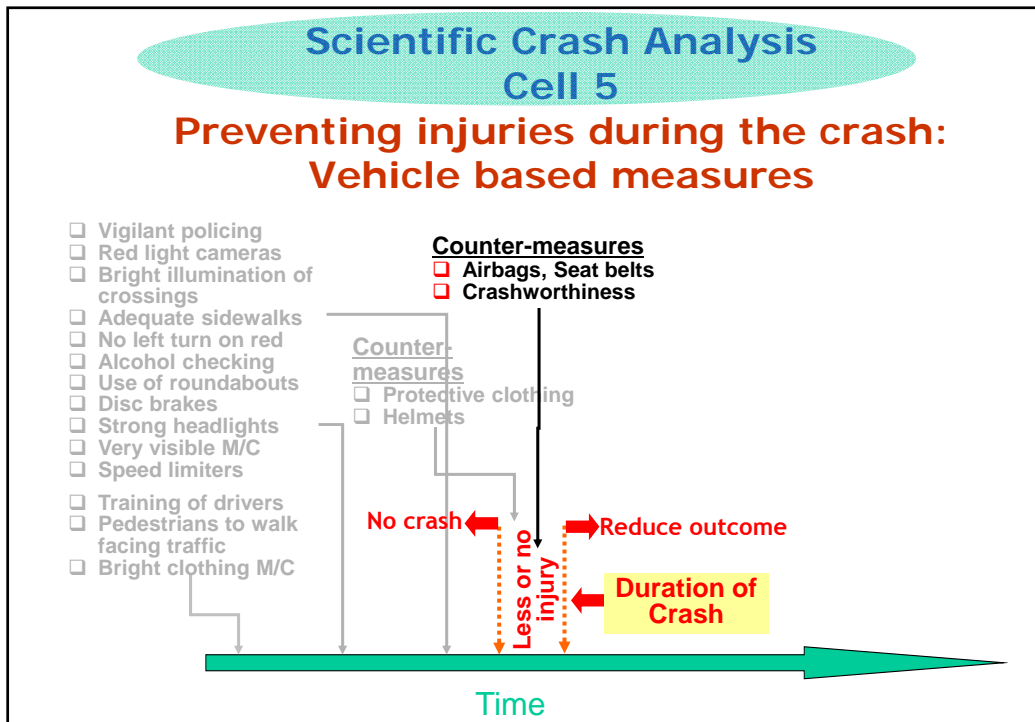 Scientific Crash Analysis
Cell 5
Preventing injuries during the crash:
Vehicle based measures
❑ Vigilant policing
❑ Red light cameras
❑ Bright illumination of
crossings
❑ Adequate sidewalks
❑ No left turn on red
❑ Alcohol checking
❑ Use of roundabouts
❑ Disc brakes
❑ Strong headlights
❑ Very visible M/C
❑ Speed limiters
❑ Training of drivers
❑ Pedestrians to walk
facing traffic
❑ Bright clothing M/C
Counter-
measures
❑ Protective clothing
❑ Helmets
Counter-measures
❑ Airbags, Seat belts
❑ Crashworthiness
No crash
Less or no
injury
Reduce outcome
Duration of
Crash
Time